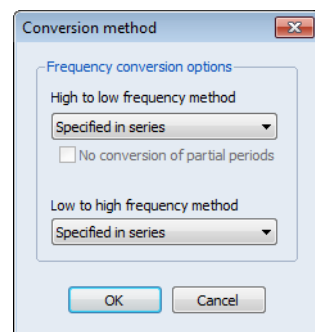 Conversion method
Frequency conversion options
High to low frequency method
Specified in series
No conversion of partial periods
Low to high frequency method
Specified in series
OK Cancel